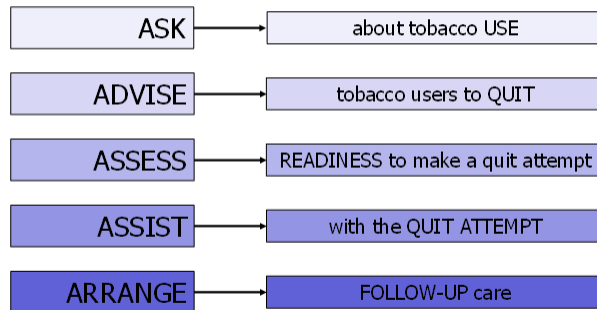 ASK
about tobacco USE
ADVISE
tobacco users to QUIT
ASSESS
READINESS to make a quit attempt
ASSIST
with the QUIT ATTEMPT
ARRANGE
FOLLOW-UP care